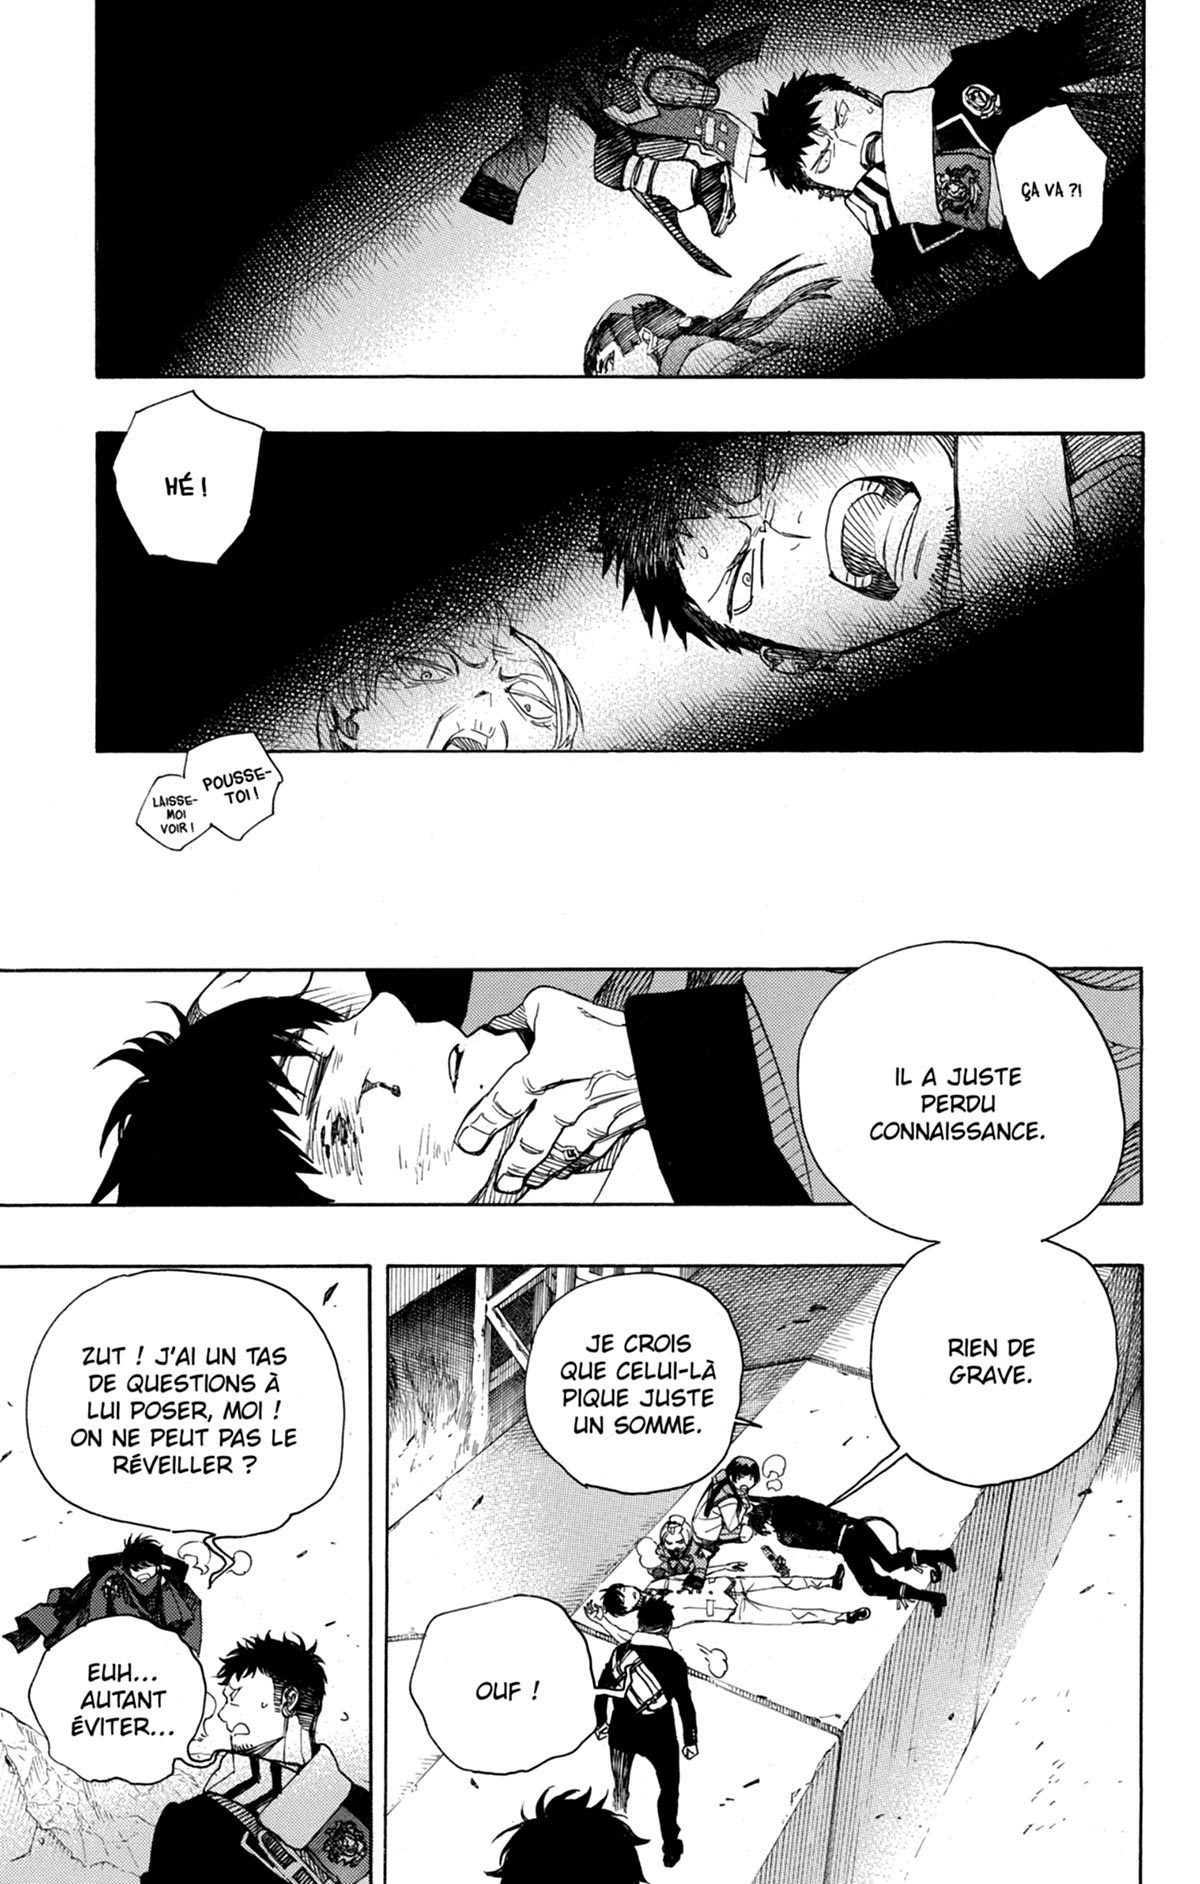 ÇA VA ?!
HÉ !
POUSSE-
TOI !
LAISSE-
MOI
VOIR !
IL A JUSTE
PERDU
CONNAISSANCE.
RIEN DE
GRAVE.
JE CROIS
QUE CELUI-LÀ
PIQUE JUSTE
UN SOMME.
OUF !
ZUT ! J'AI UN TAS
DE QUESTIONS À
LUI POSER, MOI !
ON NE PEUT PAS LE
RÉVEILLER ?
EUH...
AUTANT
ÉVITER...